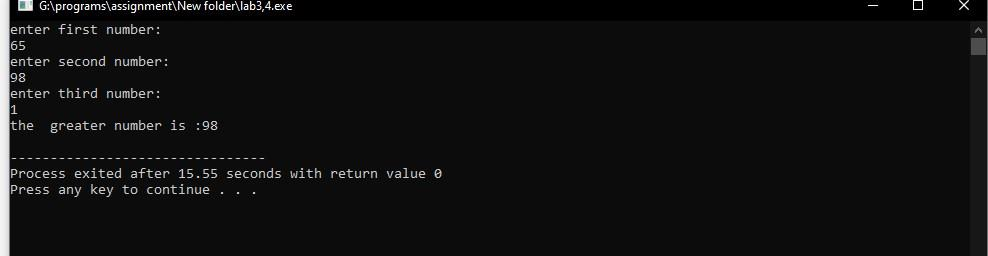 G:\programs\assignment\New folder\lab3,4.exe
enter first number:
65
enter second number:
98
enter third number:
1
the  greater number is :98
--------------------------------
Process exited after 15.55 seconds with return value 0
Press any key to continue . . .